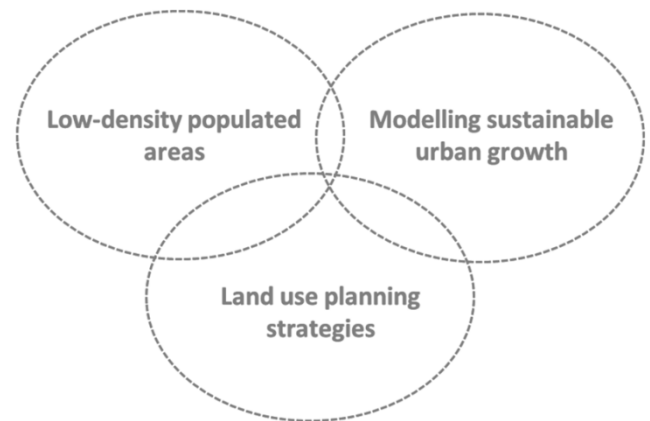 Low-density populated
areas
Modelling sustainable
urban growth
Land use planning
strategies